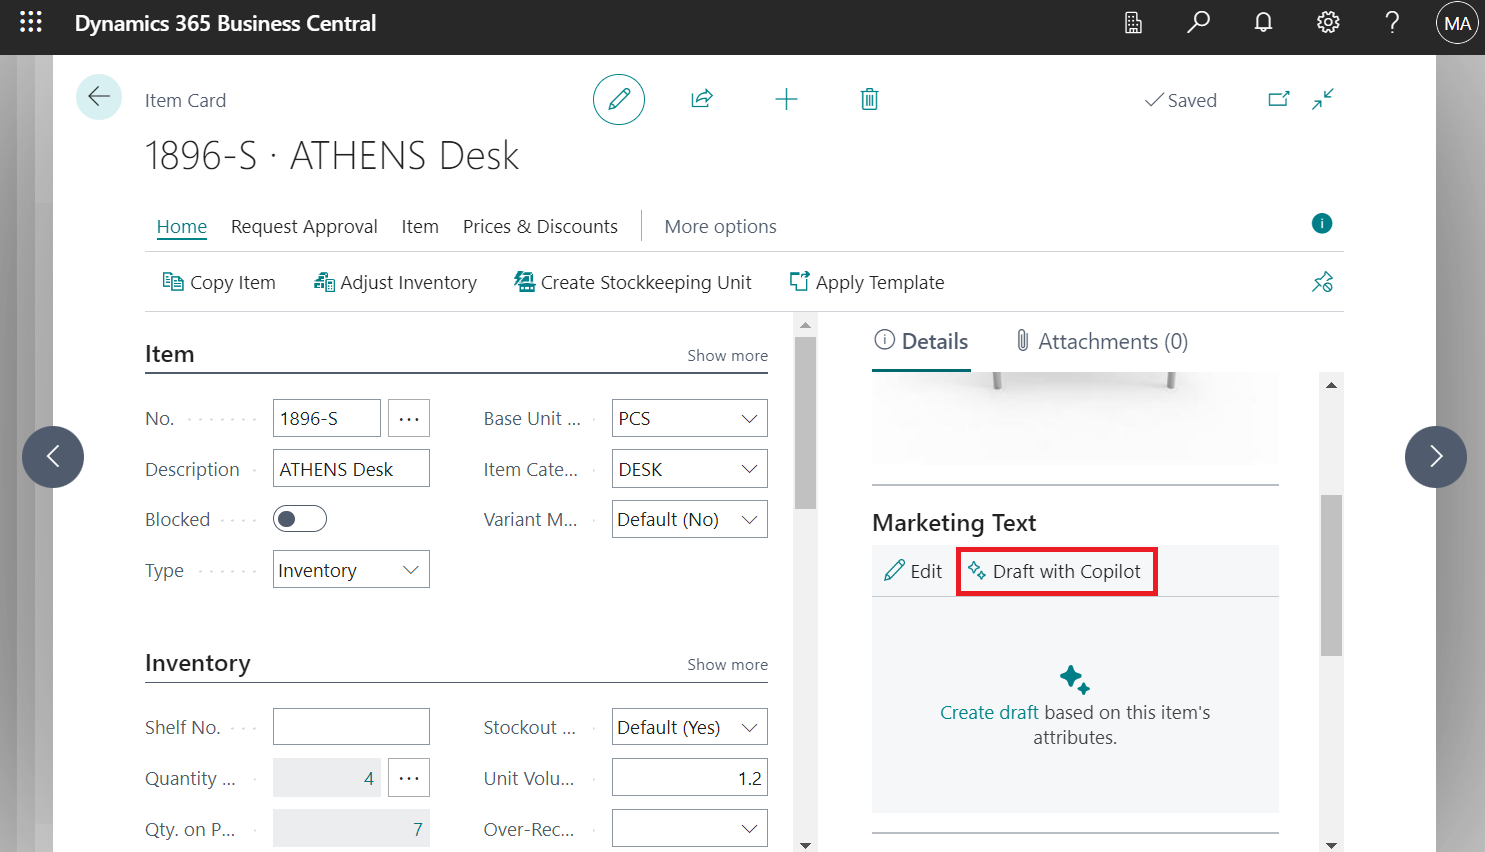 Dynamics 365 Business Central
MA
Item Card
Saved
1896-S · ATHENS Desk
Home Request Approval Item Prices & Discounts More options
Copy Item Adjust Inventory Create Stockkeeping Unit Apply Template
Details Attachments (0)
Item Show more
No. 1896-S ... Base Unit ... PCS
Description ATHENS Desk Item Cate... DESK
Blocked Variant M... Default (No)
Type Inventory
Marketing Text
Edit Draft with Copilot
Create draft based on this item's
attributes.
Inventory Show more
Shelf No. Stockout ... Default (Yes)
Quantity ... 4 ... Unit Volu... 1.2
Qty. on P... 7 Over-Rec...